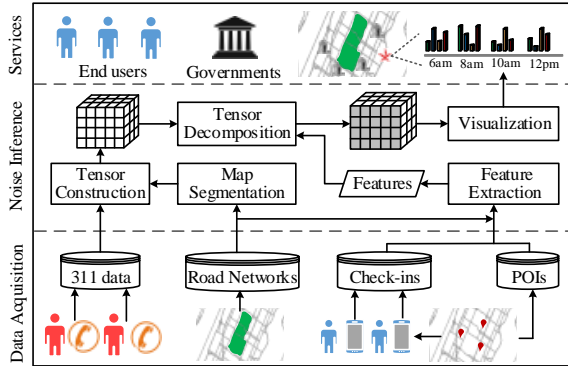 Services
End users
Governments
6am 8am 10am 12pm
Noise Inference
Tensor
Decomposition
Visualization
Tensor
Construction
Map
Segmentation
Features
Feature
Extraction
Data Acquisition
311 data
Road Networks
Check-ins
POIs